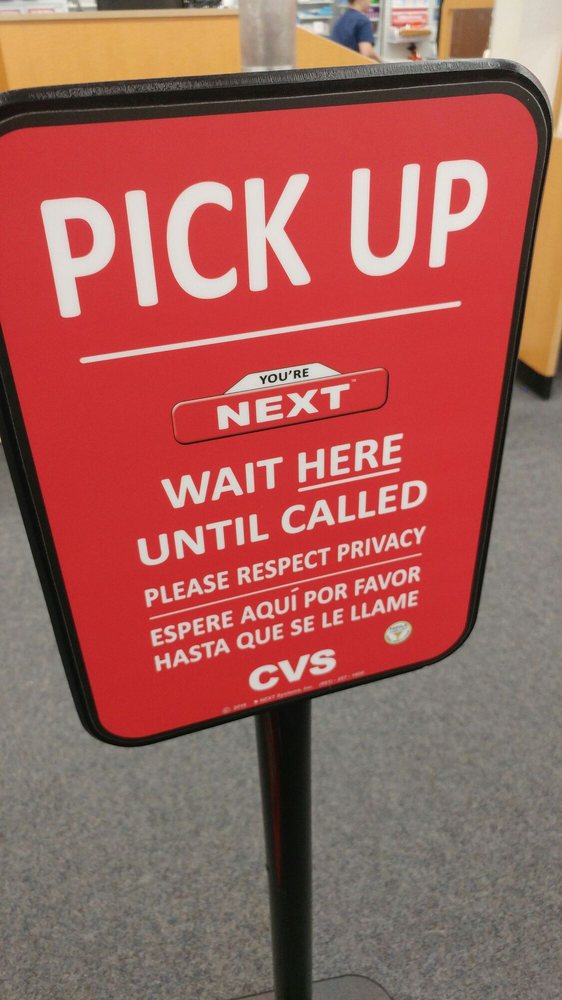 PICK UP
YOU'RE
NEXT™
WAIT HERE
UNTIL CALLED
PLEASE RESPECT PRIVACY
ESPERE AQUÍ POR FAVOR
HASTA QUE SE LE LLAME
CVS